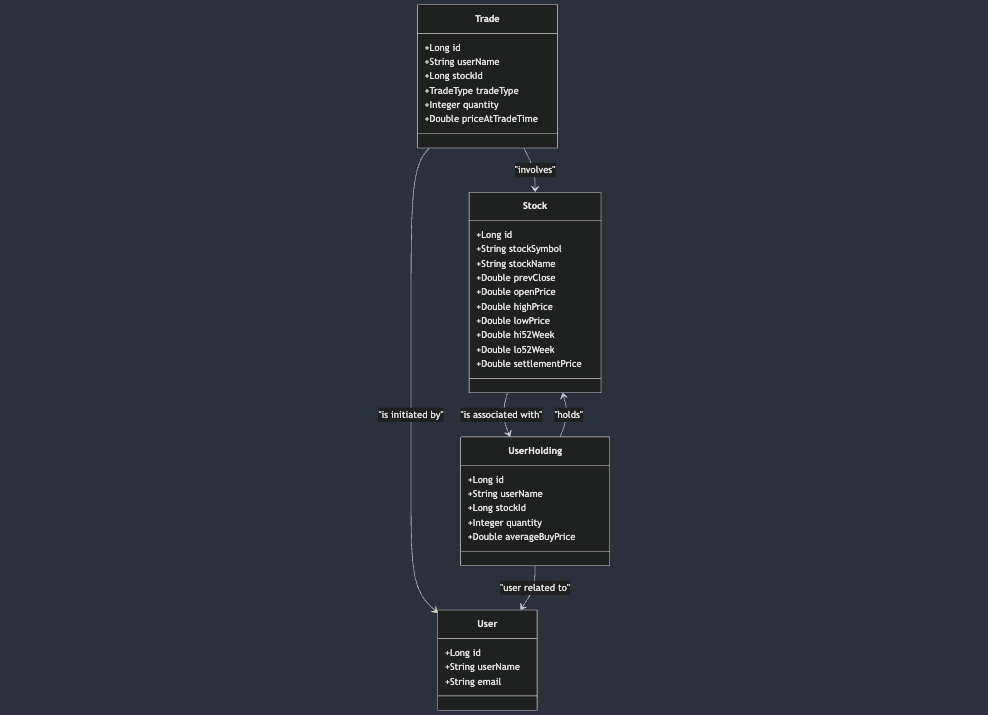 Trade
+Long id
+String userName
+Long stockId
+TradeType tradeType
+Integer quantity
+Double priceAtTradeTime
"involves"
Stock
+Long id
+String stockSymbol
+String stockName
+Double prevClose
+Double openPrice
+Double highPrice
+Double lowPrice
+Double hi52Week
+Double lo52Week
+Double settlementPrice
"is initiated by"
"is associated with"
"holds"
UserHolding
+Long id
+String userName
+Long stockId
+Integer quantity
+Double averageBuyPrice
"user related to"
User
+Long id
+String userName
+String email